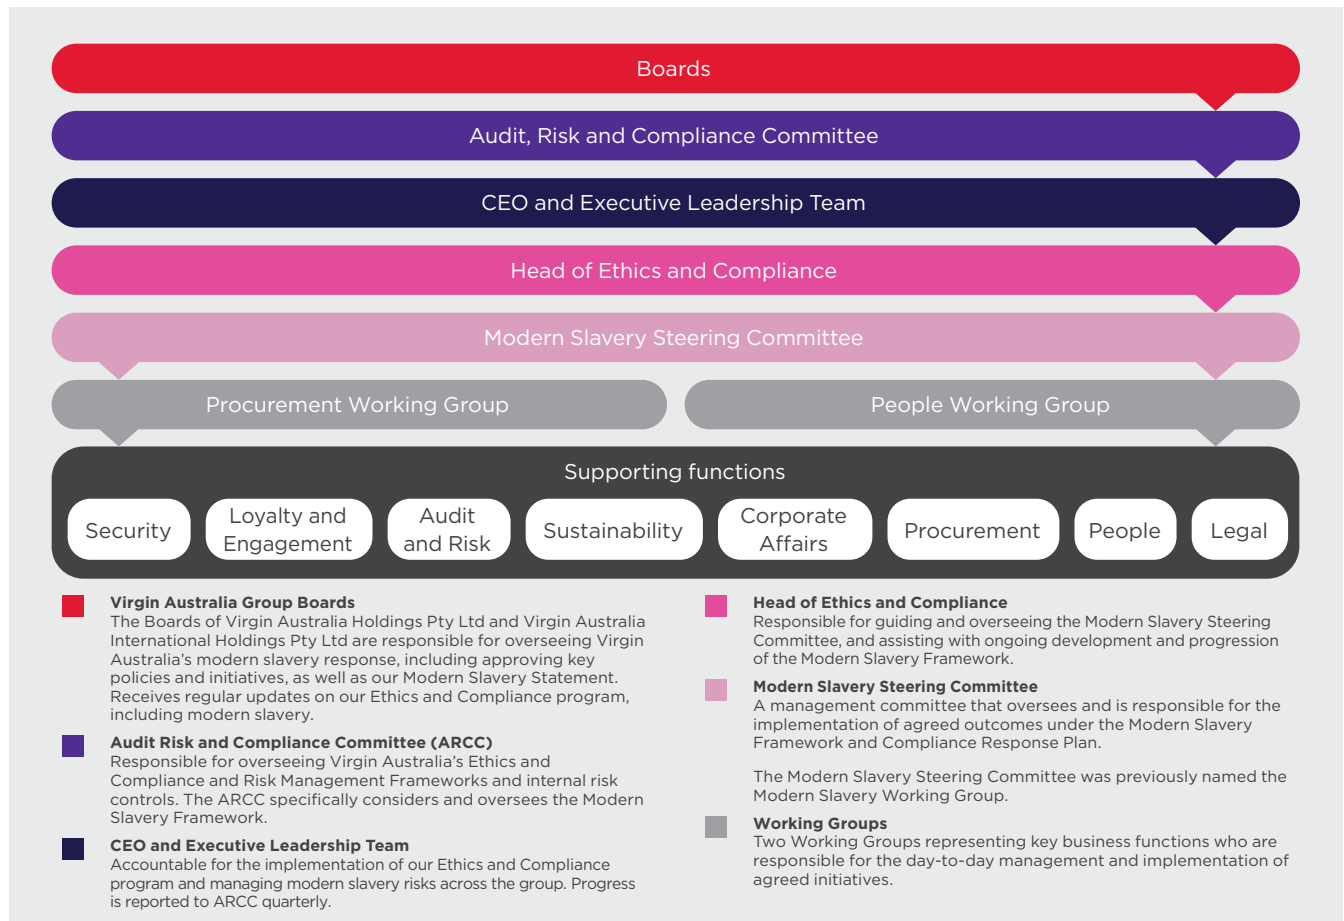 Boards
Audit, Risk and Compliance Committee
CEO and Executive Leadership Team
Head of Ethics and Compliance
Modern Slavery Steering Committee
Procurement Working Group
People Working Group
Supporting functions
Security
Loyalty and
Engagement
Audit
and Risk
Sustainability
Corporate
Affairs
Procurement
People
Legal
Virgin Australia Group Boards
The Boards of Virgin Australia Holdings Pty Ltd and Virgin Australia
International Holdings Pty Ltd are responsible for overseeing Virgin
Australia’s modern slavery response, including approving key
policies and initiatives, as well as our Modern Slavery Statement.
Receives regular updates on our Ethics and Compliance program,
including modern slavery.
Audit Risk and Compliance Committee (ARCC)
Responsible for overseeing Virgin Australia’s Ethics and
Compliance and Risk Management Frameworks and internal risk
controls. The ARCC specifically considers and oversees the Modern
Slavery Framework.
CEO and Executive Leadership Team
Accountable for the implementation of our Ethics and Compliance
program and managing modern slavery risks across the group. Progress
is reported to ARCC quarterly.
Head of Ethics and Compliance
Responsible for guiding and overseeing the Modern Slavery Steering
Committee, and assisting with ongoing development and progression
of the Modern Slavery Framework.
Modern Slavery Steering Committee
A management committee that oversees and is responsible for the
implementation of agreed outcomes under the Modern Slavery
Framework and Compliance Response Plan.
The Modern Slavery Steering Committee was previously named the
Modern Slavery Working Group.
Working Groups
Two Working Groups representing key business functions who are
responsible for the day-to-day management and implementation of
agreed initiatives.